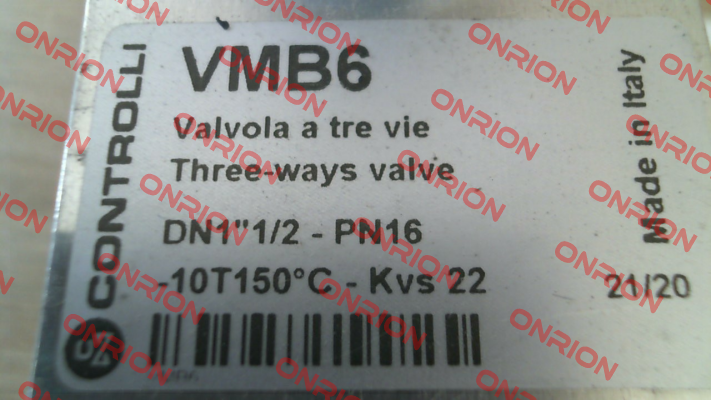 CONTROLLI
VMB6
Valvola a tre vie
Three-ways valve
DN1"1/2 - PN16
-10T150°C - Kvs 22
Made in Italy
21/20
ONRION